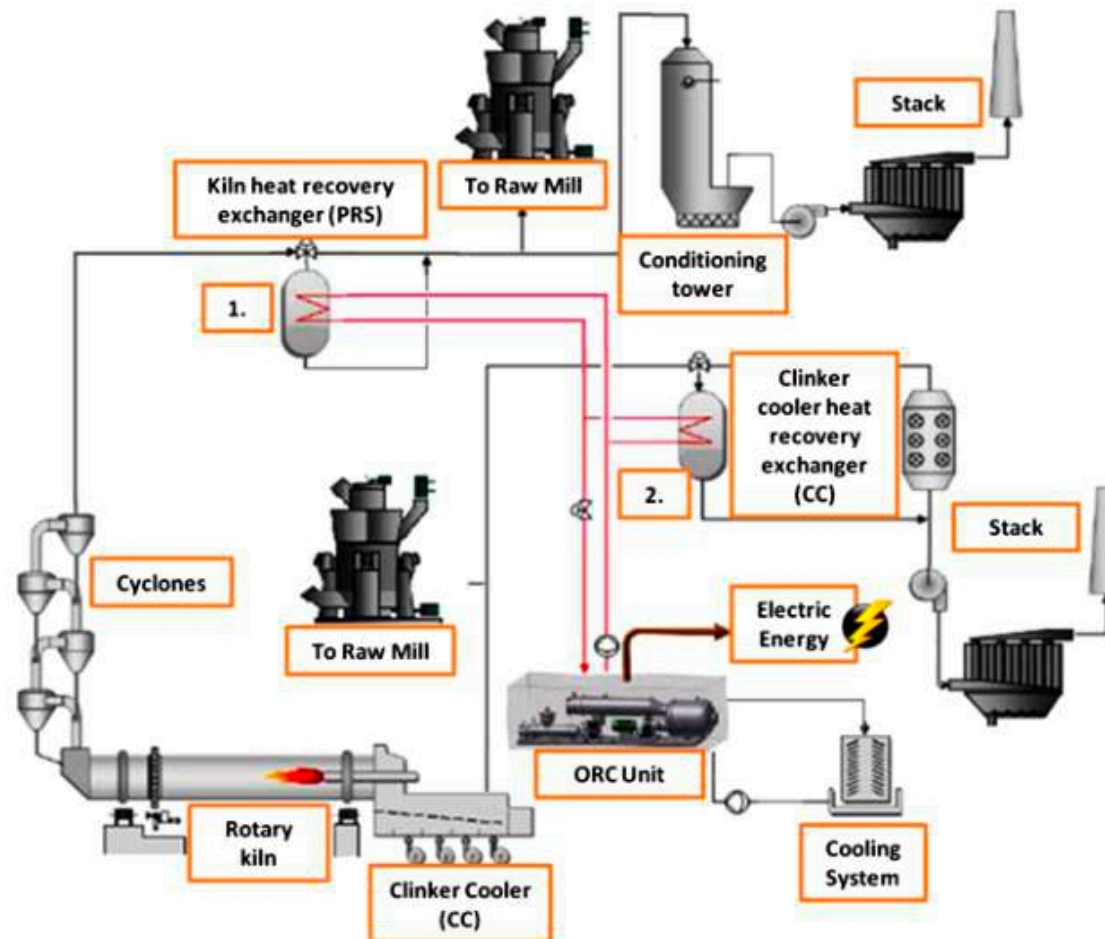 Stack
Kiln heat recovery
exchanger (PRS)
To Raw Mill
Conditioning
tower
1.
Clinker
cooler heat
recovery
exchanger
(CC)
2.
Stack
Cyclones
To Raw Mill
Electric
Energy
ORC Unit
Rotary
kiln
Clinker Cooler
(CC)
Cooling
System